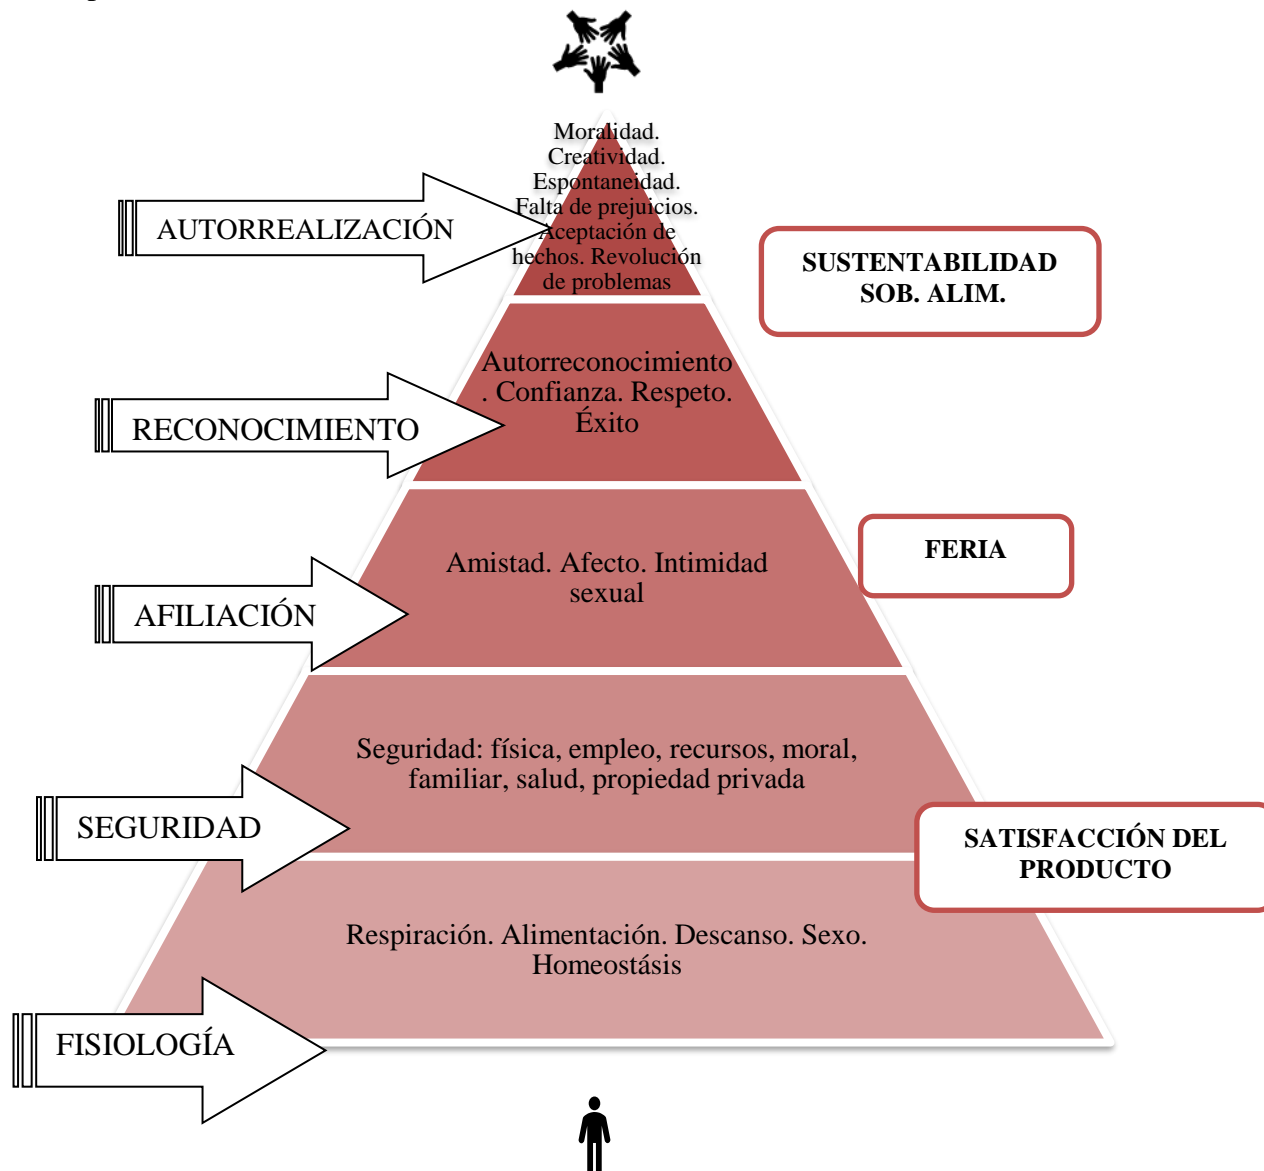 Moralidad.
Creatividad.
Espontaneidad.
Falta de prejuicios.
Aceptación de
hechos. Revolución
de problemas
AUTORREALIZACIÓN
SUSTENTABILIDAD
SOB. ALIM.
Autorreconocimiento
. Confianza. Respeto.
Éxito
RECONOCIMIENTO
FERIA
Amistad. Afecto. Intimidad
sexual
AFILIACIÓN
Seguridad: física, empleo, recursos, moral,
familiar, salud, propiedad privada
SEGURIDAD
SATISFACCIÓN DEL
PRODUCTO
Respiración. Alimentación. Descanso. Sexo.
Homeostásis
FISIOLOGÍA